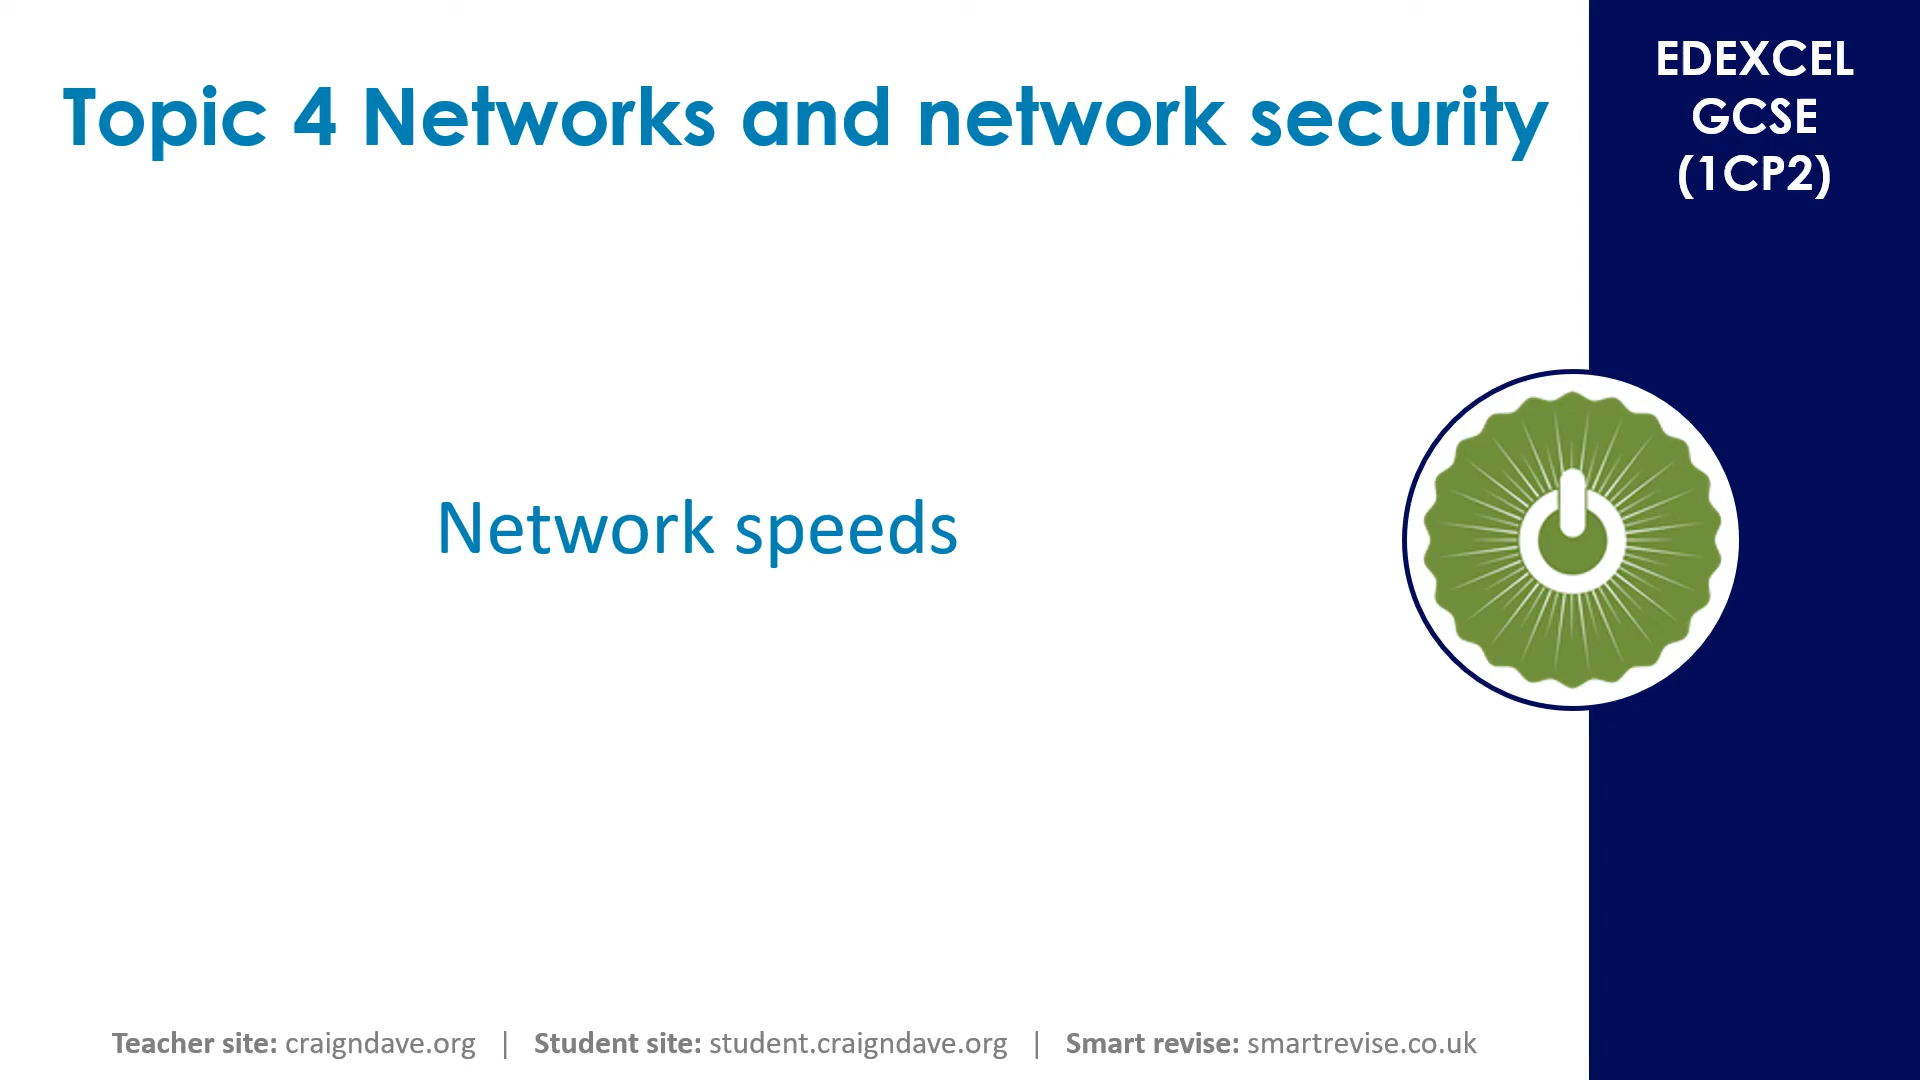 Topic 4 Networks and network security
EDEXCEL
GCSE
(1CP2)
Network speeds
Teacher site: craigndave.org | Student site: student.craigndave.org | Smart revise: smartrevise.co.uk